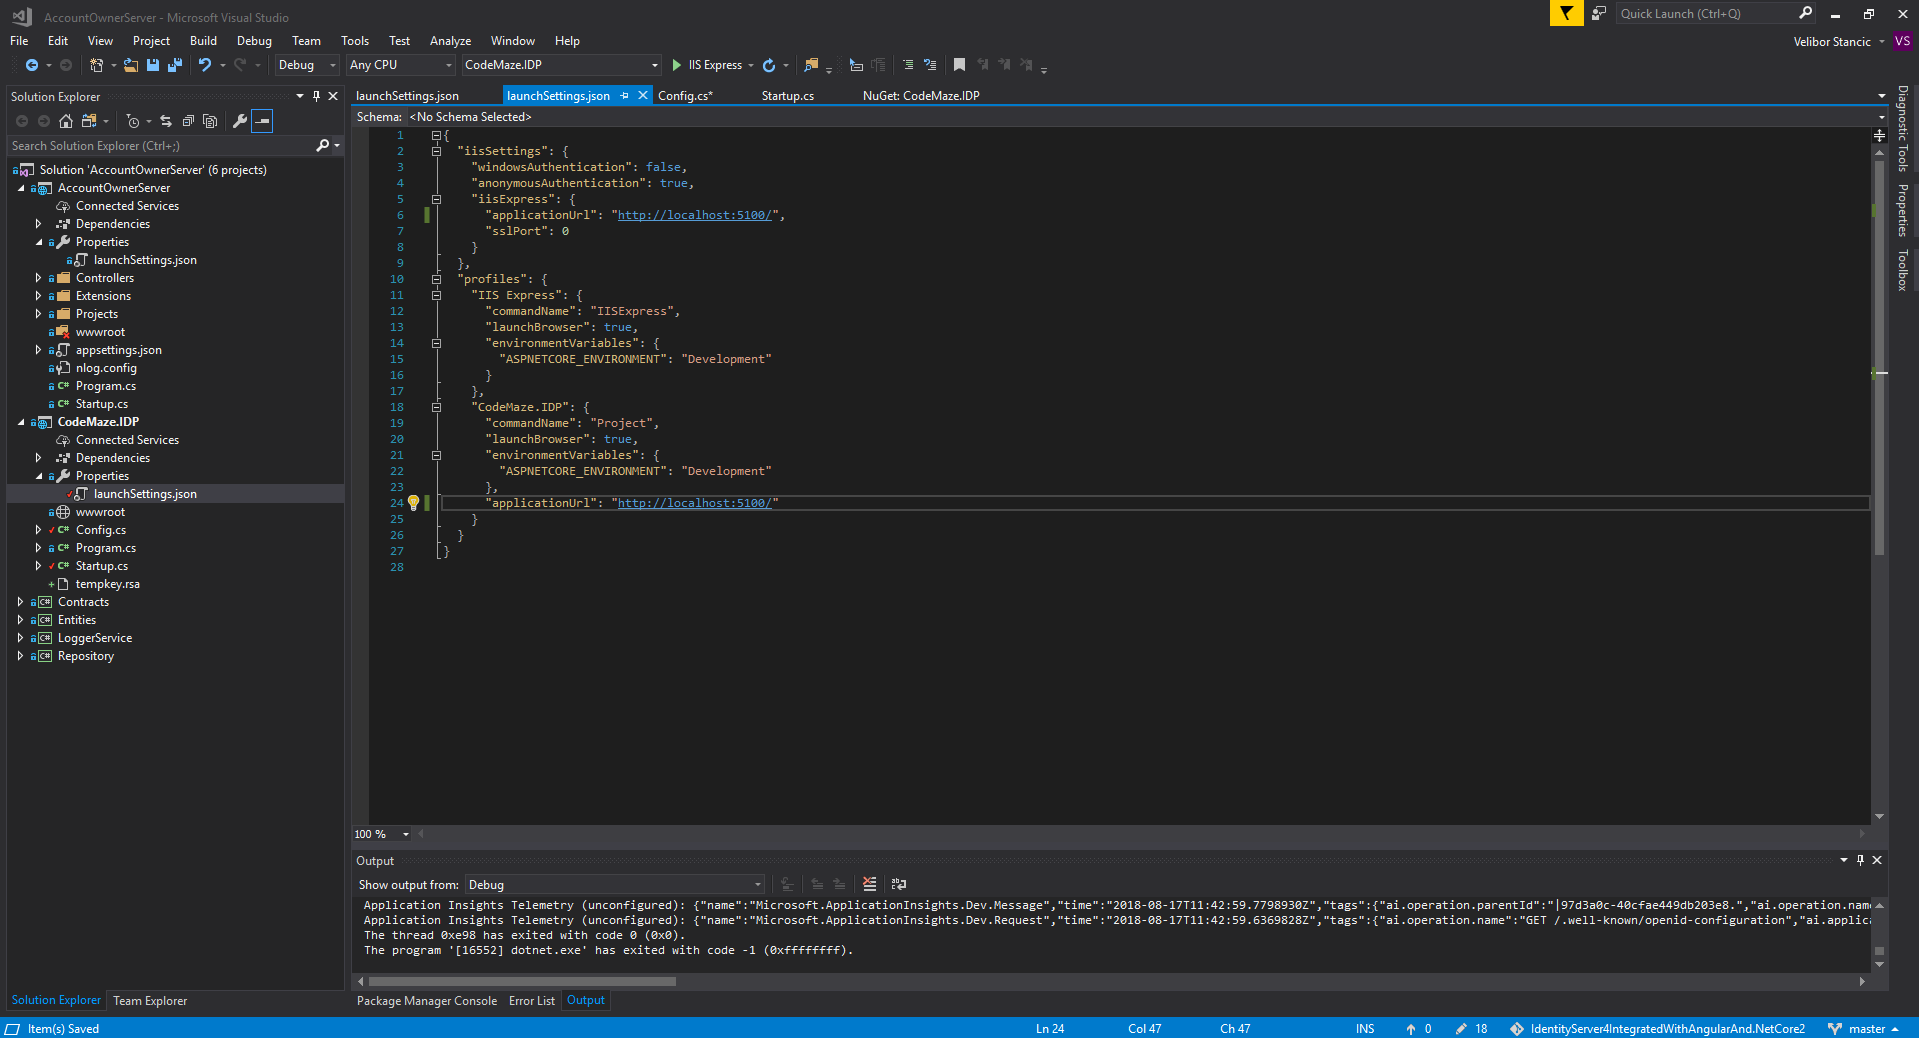 AccountOwnerServer - Microsoft Visual Studio
Quick Launch (Ctrl+Q)
File Edit View Project Build Debug Team Tools Test Analyze Window Help
Velibor Stancic VS
Debug Any CPU CodeMaze.IDP IIS Express
Solution Explorer
Search Solution Explorer (Ctrl+;)
Solution 'AccountOwnerServer' (6 projects)
AccountOwnerServer
Connected Services
Dependencies
Properties
launchSettings.json
Controllers
Extensions
Projects
wwwroot
appsettings.json
nlog.config
Program.cs
Startup.cs
CodeMaze.IDP
Connected Services
Dependencies
Properties
launchSettings.json
wwwroot
Config.cs
Program.cs
Startup.cs
tempkey.rsa
Contracts
Entities
LoggerService
Repository
Solution Explorer Team Explorer
launchSettings.json launchSettings.json Config.cs* Startup.cs NuGet: CodeMaze.IDP
Schema: <No Schema Selected>
1 {
2 "iisSettings": {
3 "windowsAuthentication": false,
4 "anonymousAuthentication": true,
5 "iisExpress": {
6 "applicationUrl": "http://localhost:5100/",
7 "sslPort": 0
8 }
9 },
10 "profiles": {
11 "IIS Express": {
12 "commandName": "IISExpress",
13 "launchBrowser": true,
14 "environmentVariables": {
15 "ASPNETCORE_ENVIRONMENT": "Development"
16 }
17 },
18 "CodeMaze.IDP": {
19 "commandName": "Project",
20 "launchBrowser": true,
21 "environmentVariables": {
22 "ASPNETCORE_ENVIRONMENT": "Development"
23 },
24 "applicationUrl": "http://localhost:5100/"
25 }
26 }
27 }
28
100 %
Diagnostic Tools
Properties
Toolbox
Output
Show output from: Debug
Application Insights Telemetry (unconfigured): {"name":"Microsoft.ApplicationInsights.Dev.Message","time":"2018-08-17T11:42:59.7798930Z","tags":{"ai.operation.parentId":"|97d3a0c-40cfae449db203e8.","ai.operation.nam
Application Insights Telemetry (unconfigured): {"name":"Microsoft.ApplicationInsights.Dev.Request","time":"2018-08-17T11:42:59.6369828Z","tags":{"ai.operation.name":"GET /.well-known/openid-configuration","ai.applica
The thread 0xe98 has exited with code 0 (0x0).
The program '[16552] dotnet.exe' has exited with code -1 (0xffffffff).
Package Manager Console Error List Output
Item(s) Saved Ln 24 Col 47 Ch 47 INS 0 18 IdentityServer4IntegratedWithAngularAnd.NetCore2 master